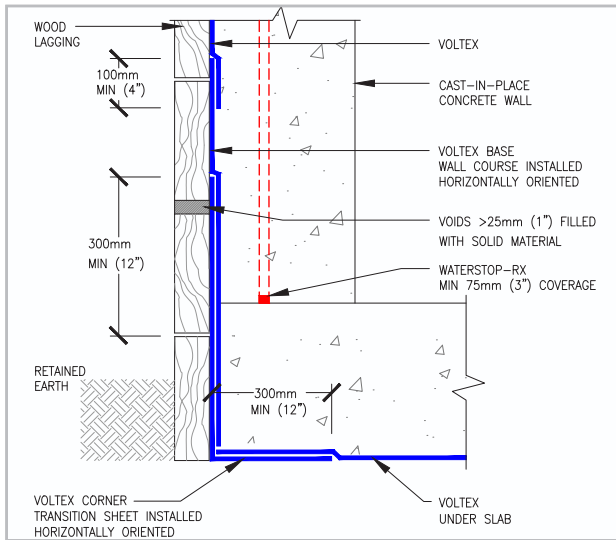 WOOD
LAGGING
100mm
MIN (4")
300mm
MIN (12")
RETAINED
EARTH
VOLTEX CORNER
TRANSITION SHEET INSTALLED
HORIZONTALLY ORIENTED
300mm
MIN (12")
VOLTEX
CAST-IN-PLACE
CONCRETE WALL
VOLTEX BASE
WALL COURSE INSTALLED
HORIZONTALLY ORIENTED
VOIDS >25mm (1") FILLED
WITH SOLID MATERIAL
WATERSTOP-RX
MIN 75mm (3") COVERAGE
VOLTEX
UNDER SLAB